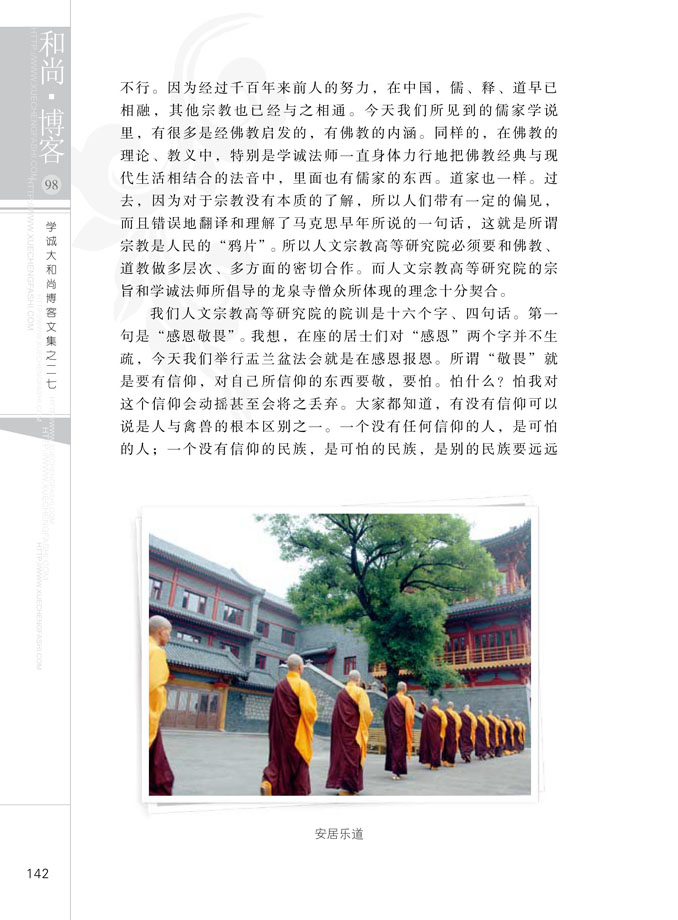 和尚·博客
98
学诚大和尚博客文集之二七
不行。因为经过千百年来前人的努力，在中国，儒、释、道早已
相融，其他宗教也已经与之相通。今天我们所见到的儒家学说
里，有很多是经佛教启发的，有佛教的内涵。同样的，在佛教的
理论、教义中，特别是学诚法师一直身体力行地把佛教经典与现
代生活相结合的法音中，里面也有儒家的东西。道家也一样。过
去，因为对于宗教没有本质的了解，所以人们带有一定的偏见，
而且错误地翻译和理解了马克思早年所说的一句话，这就是所谓
宗教是人民的“鸦片”。所以人文宗教高等研究院必须要和佛教、
道教做多层次、多方面的密切合作。而人文宗教高等研究院的宗
旨和学诚法师所倡导的龙泉寺僧众所体现的理念十分契合。
我们人文宗教高等研究院的院训是十六个字、四句话。第一
句是“感恩敬畏”。我想，在座的居士们对“感恩”两个字并不生
疏，今天我们举行盂兰盆法会就是在感恩报恩。所谓“敬畏”就
是要有信仰，对自己所信仰的东西要敬，要怕。怕什么？怕我对
这个信仰会动摇甚至会将之丢弃。大家都知道，有没有信仰可以
说是人与禽兽的根本区别之一。一个没有任何信仰的人，是可怕
的人；一个没有信仰的民族，是可怕的民族，是别的民族要远远
安居乐道
142